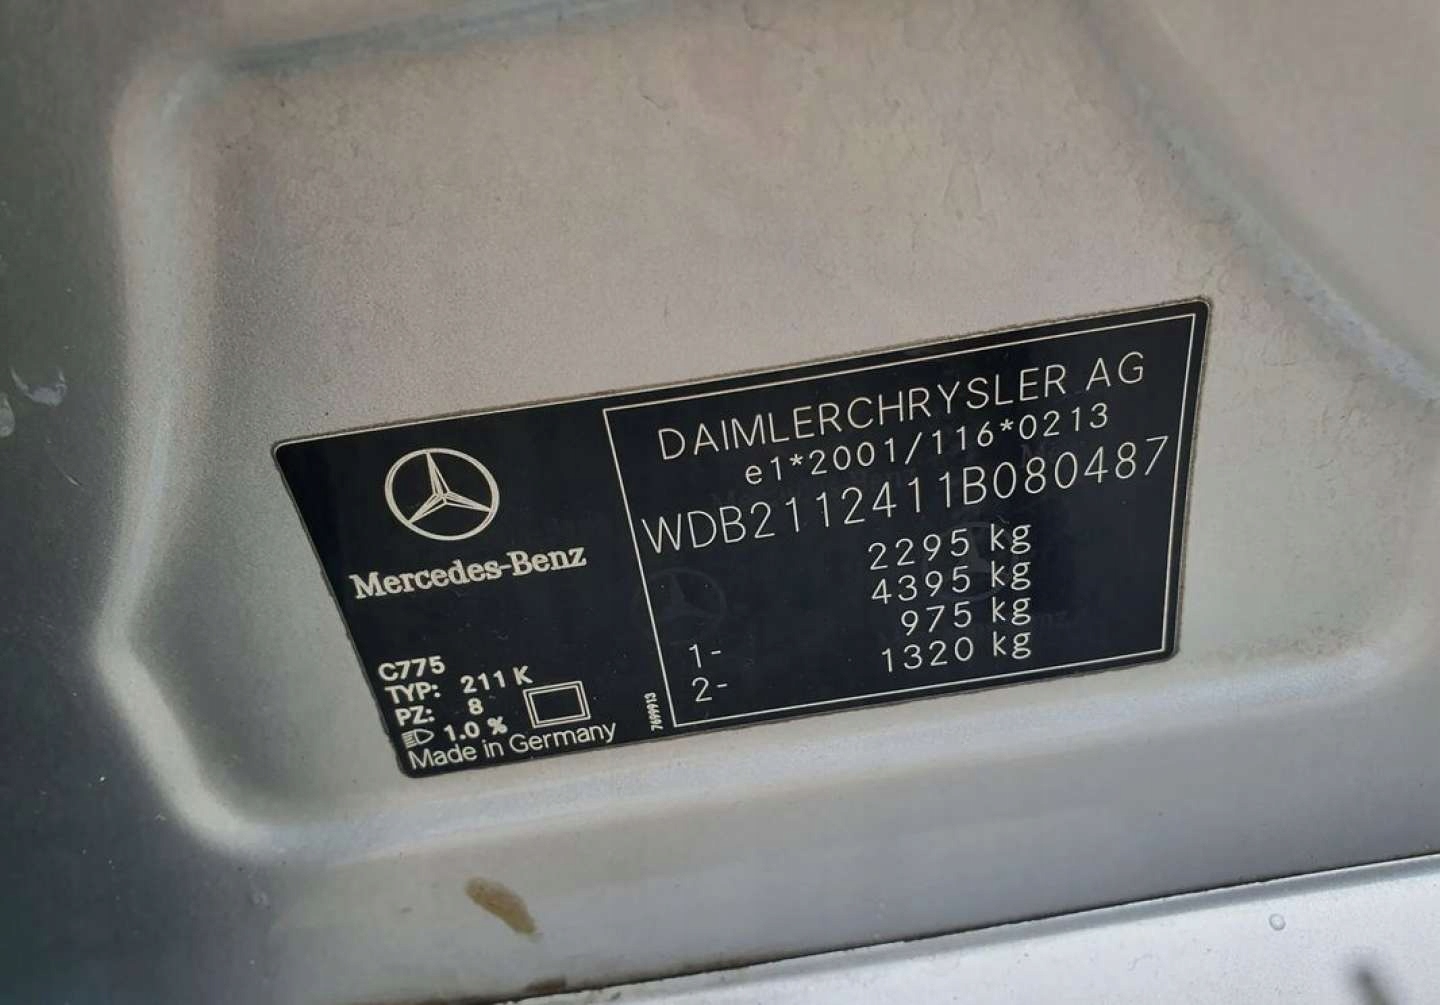 Mercedes-Benz
C775
TYP: 211 K
PZ: 8
1.0 %
Made in Germany
7699913
DAIMLERCHRYSLER AG
e1*2001/116*0213
WDB2112411B080487
2295 kg
4395 kg
1- 975 kg
2- 1320 kg